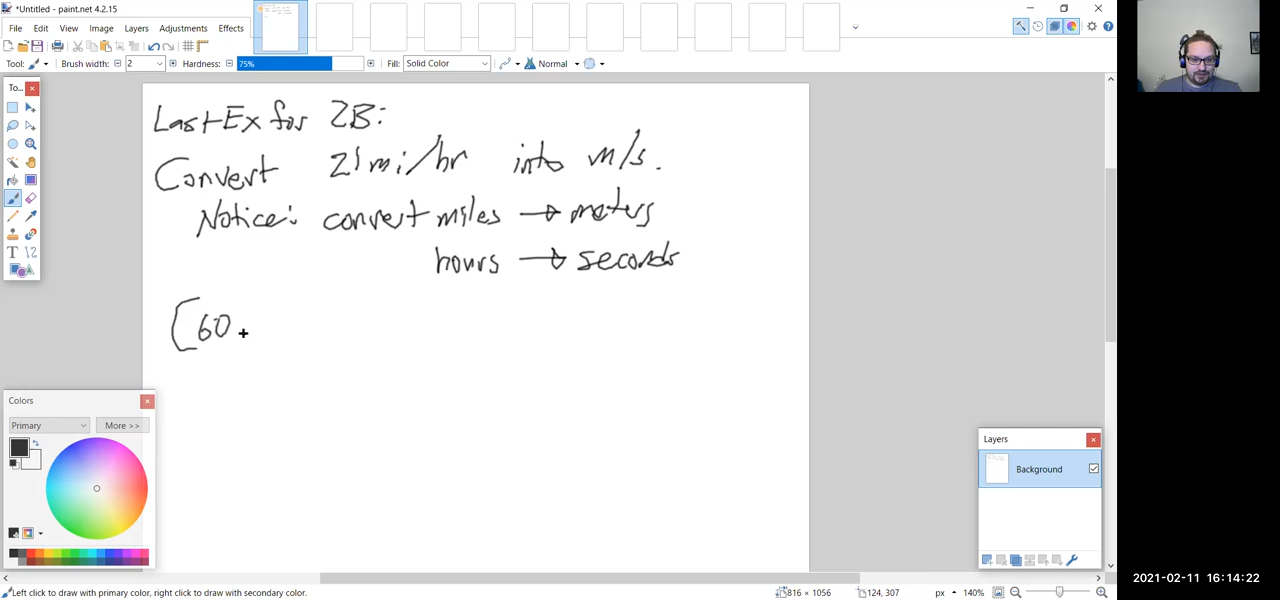 *Untitled - paint.net 4.2.15
File Edit View Image Layers Adjustments Effects
Tool: Brush width: 2 Hardness: 75% Fill: Solid Color Normal
To...
Last Ex for 2B:
Convert 21 mi/hr into m/s.
Notice: convert miles → meters
hours → seconds
[60
Colors
Primary More >>
Layers
Background
Left click to draw with primary color, right click to draw with secondary color. 816 × 1056 124, 307 px 140%
2021-02-11 16:14:22